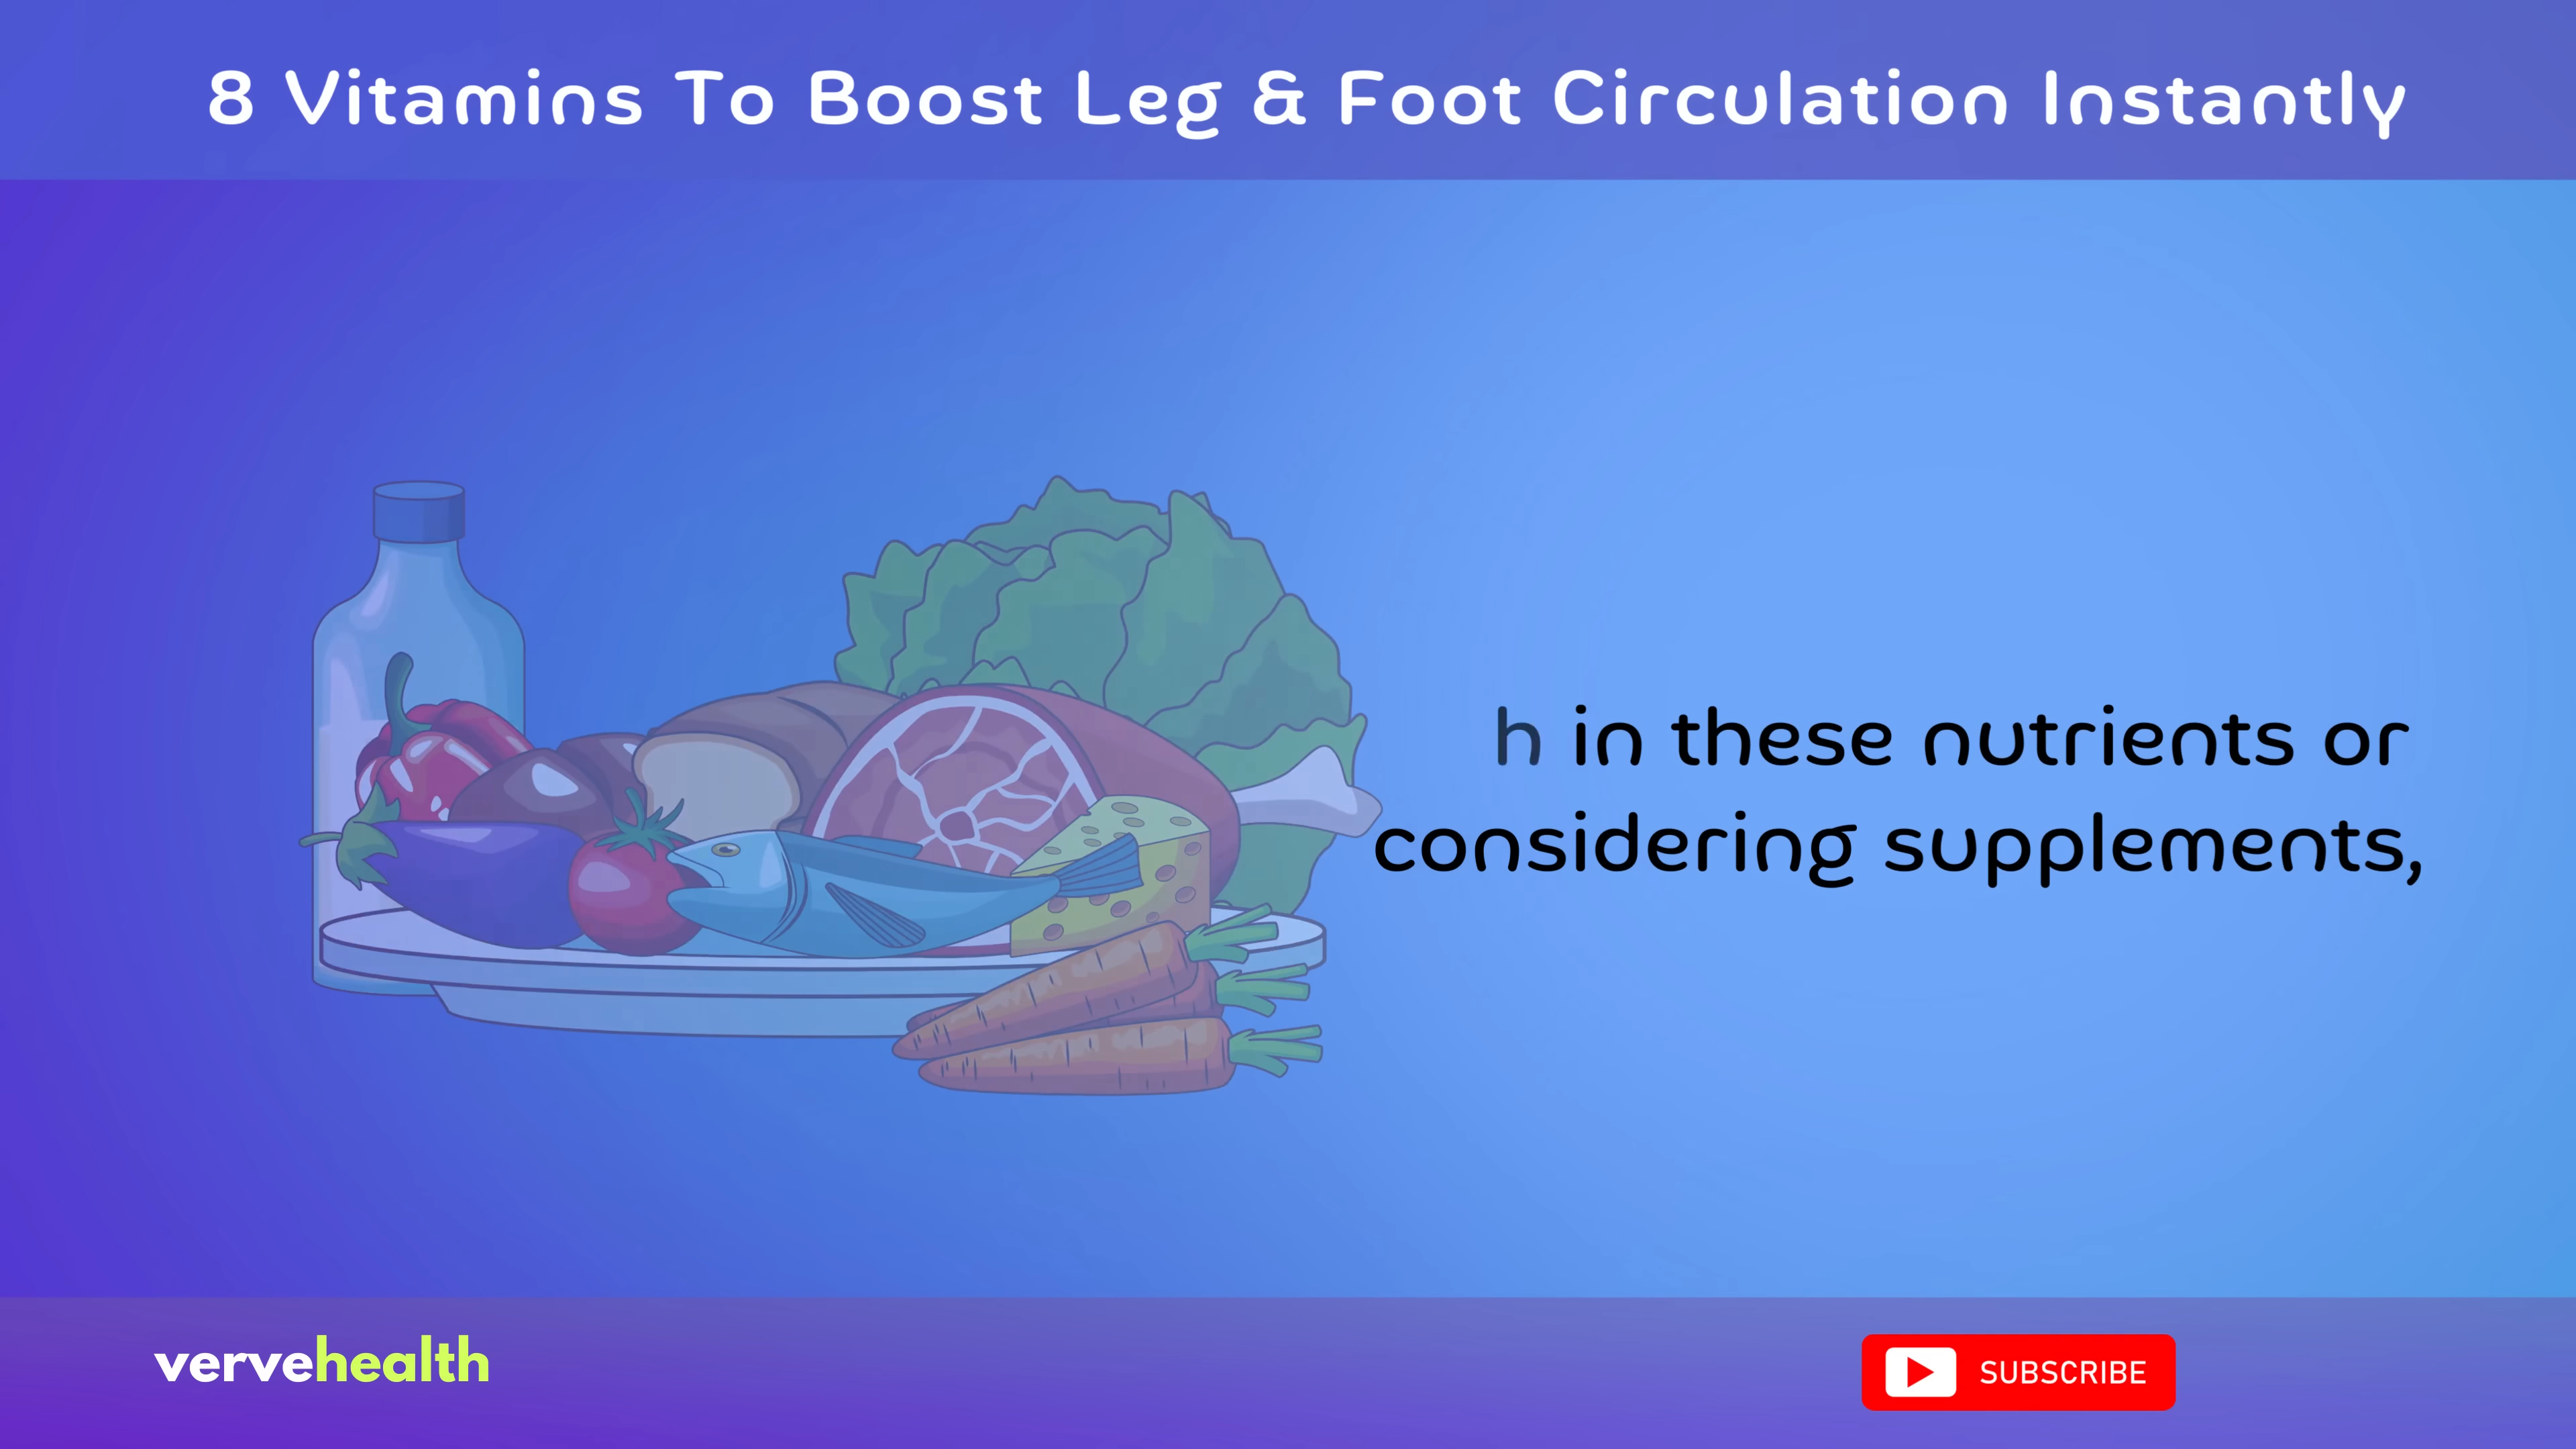 8 Vitamins To Boost Leg & Foot Circulation Instantly
h in these nutrients or
considering supplements,
vervehealth
SUBSCRIBE